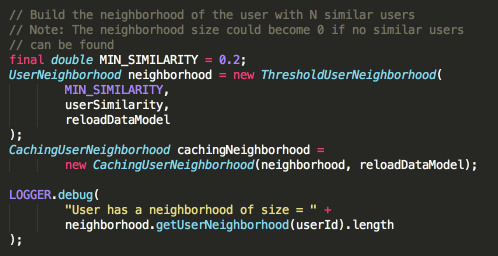 // Build the neighborhood of the user with N similar users
// Note: The neighborhood size could become 0 if no similar users
// can be found
final double MIN_SIMILARITY = 0.2;
UserNeighborhood neighborhood = new ThresholdUserNeighborhood(
        MIN_SIMILARITY,
        userSimilarity,
        reloadDataModel
);
CachingUserNeighborhood cachingNeighborhood =
        new CachingUserNeighborhood(neighborhood, reloadDataModel);

LOGGER.debug(
        "User has a neighborhood of size = " +
        neighborhood.getUserNeighborhood(userId).length
);